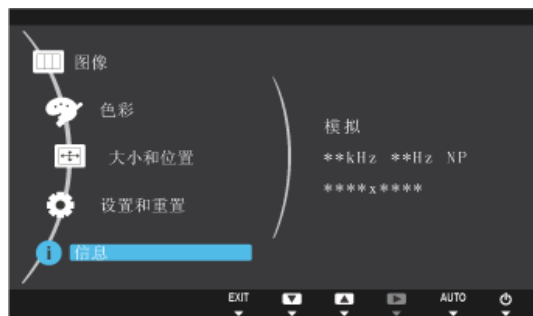 图像
色彩
大小和位置
设置和重置
信息
模拟
**kHz **Hz NP
****x****
EXIT
AUTO